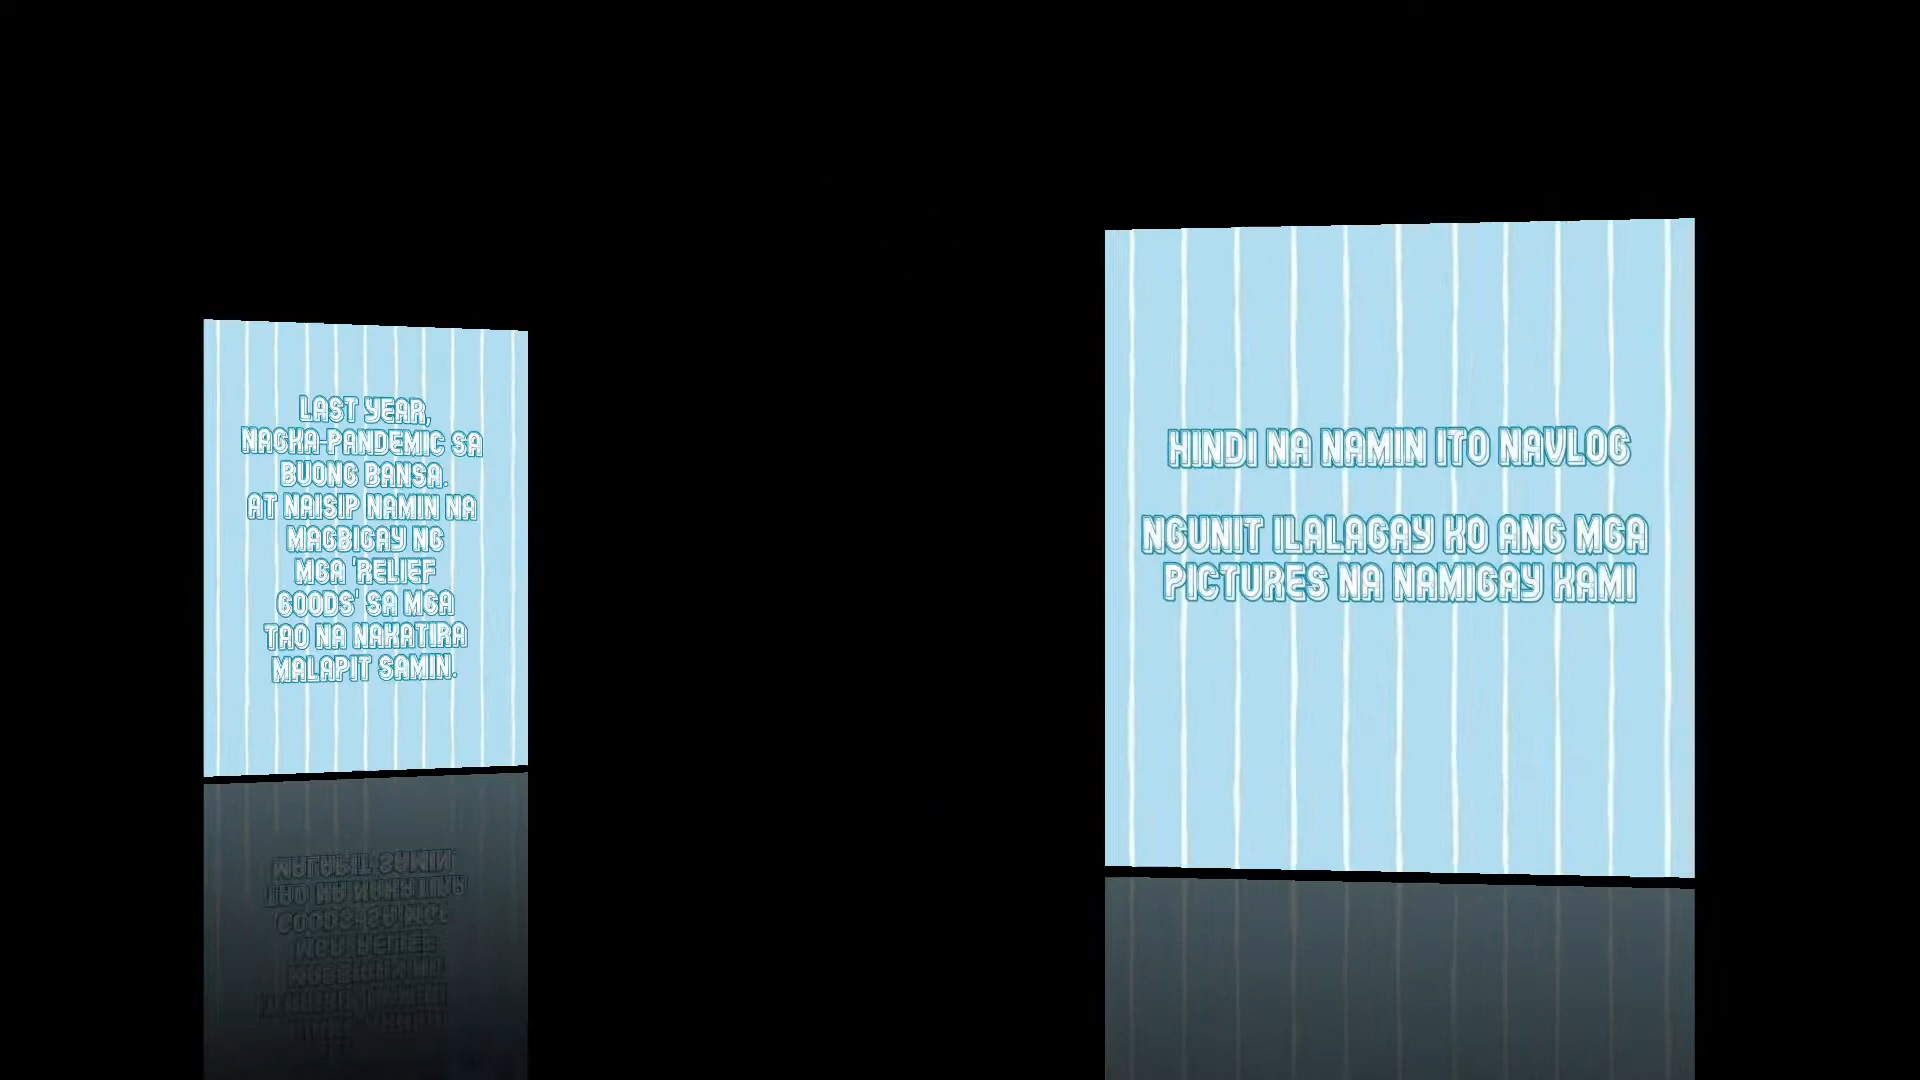 LAST YEAR,
NAGKA-PANDEMIC SA
BUONG BANSA.
AT NAISIP NAMIN NA
MAGBIGAY NG
MGA 'RELIEF
GOODS' SA MGA
TAO NA NAKATIRA
MALAPIT SAMIN.
HINDI NA NAMIN ITO NAVLOG
NGUNIT ILALAGAY KO ANG MGA
PICTURES NA NAMIGAY KAMI